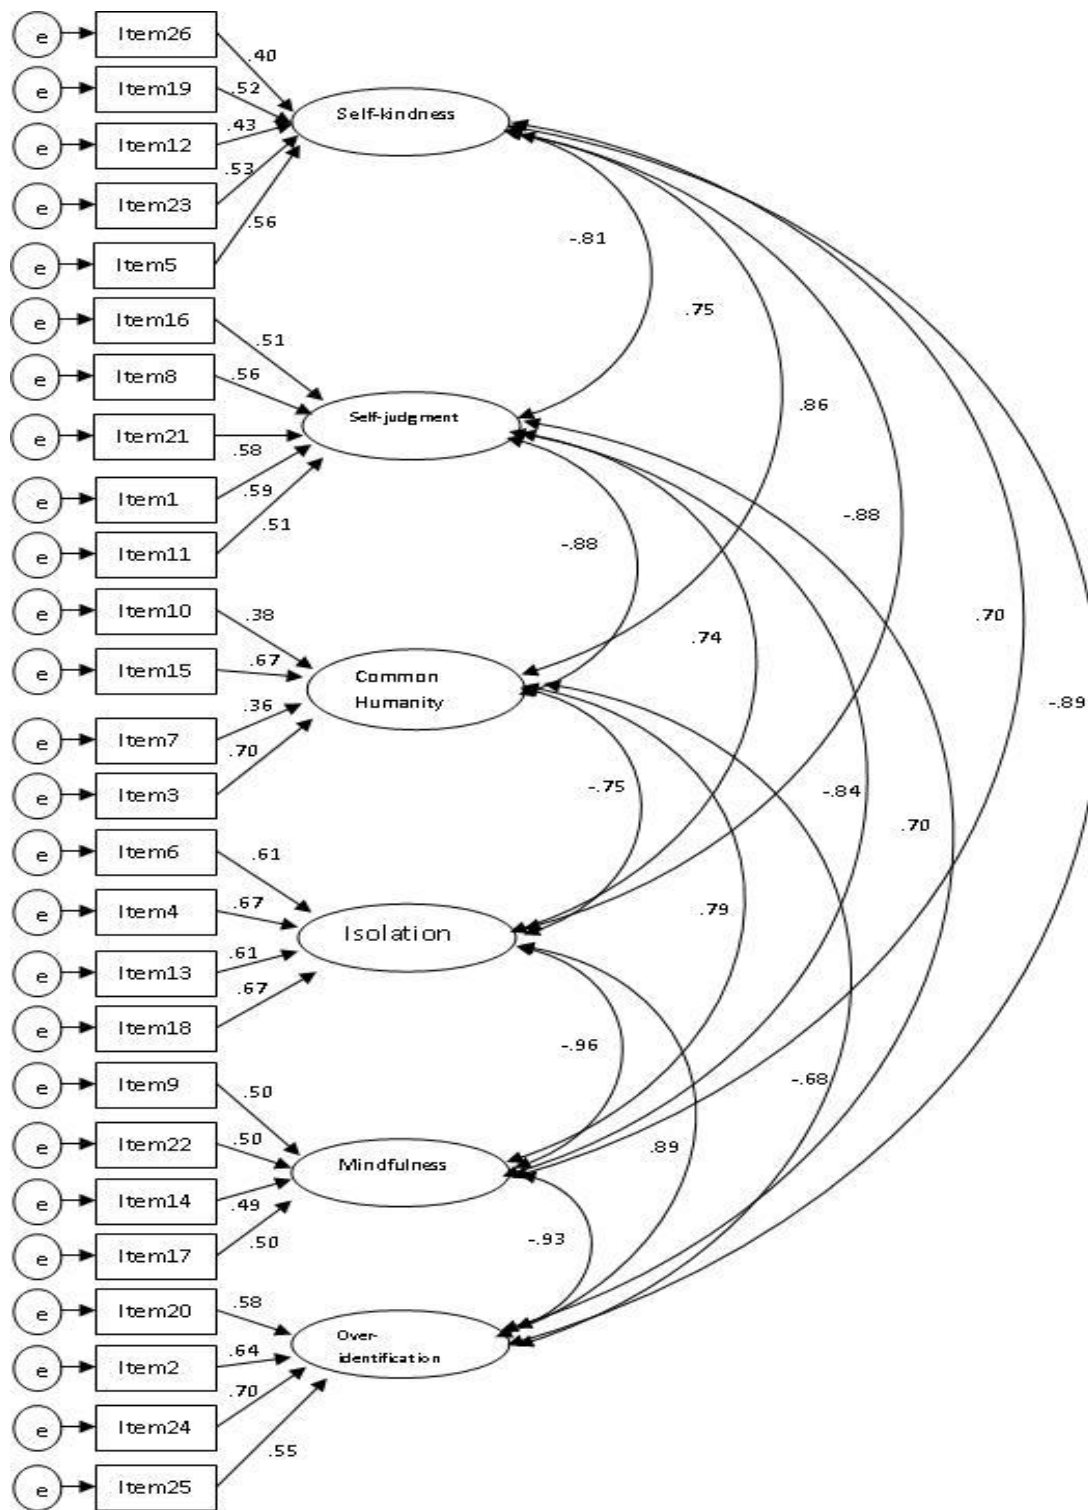 e Item26
.40
e Item19
.52
Self-kindness
e Item12
.43
.53
e Item23
.56
-.81
e Item5
.75
e Item16
.51
e Item8
.56
.86
Self-judgment
e Item21
.58
e Item1
.59
-.88
.51
e Item11
-.88
e Item10
.38
.70
.74
e Item15
.67
Common
Humanity
-.89
.36
e Item7
.70
e Item3
-.75
-.84
.70
e Item6
.61
e Item4
.67
.79
Isolation
.61
e Item13
.67
e Item18
-.96
e Item9
.50
-.68
e Item22
.50
.89
Mindfulness
e Item14
.49
.50
-.93
e Item17
e Item20
.58
Over-
identification
e Item2
.64
.70
e Item24
.55
e Item25